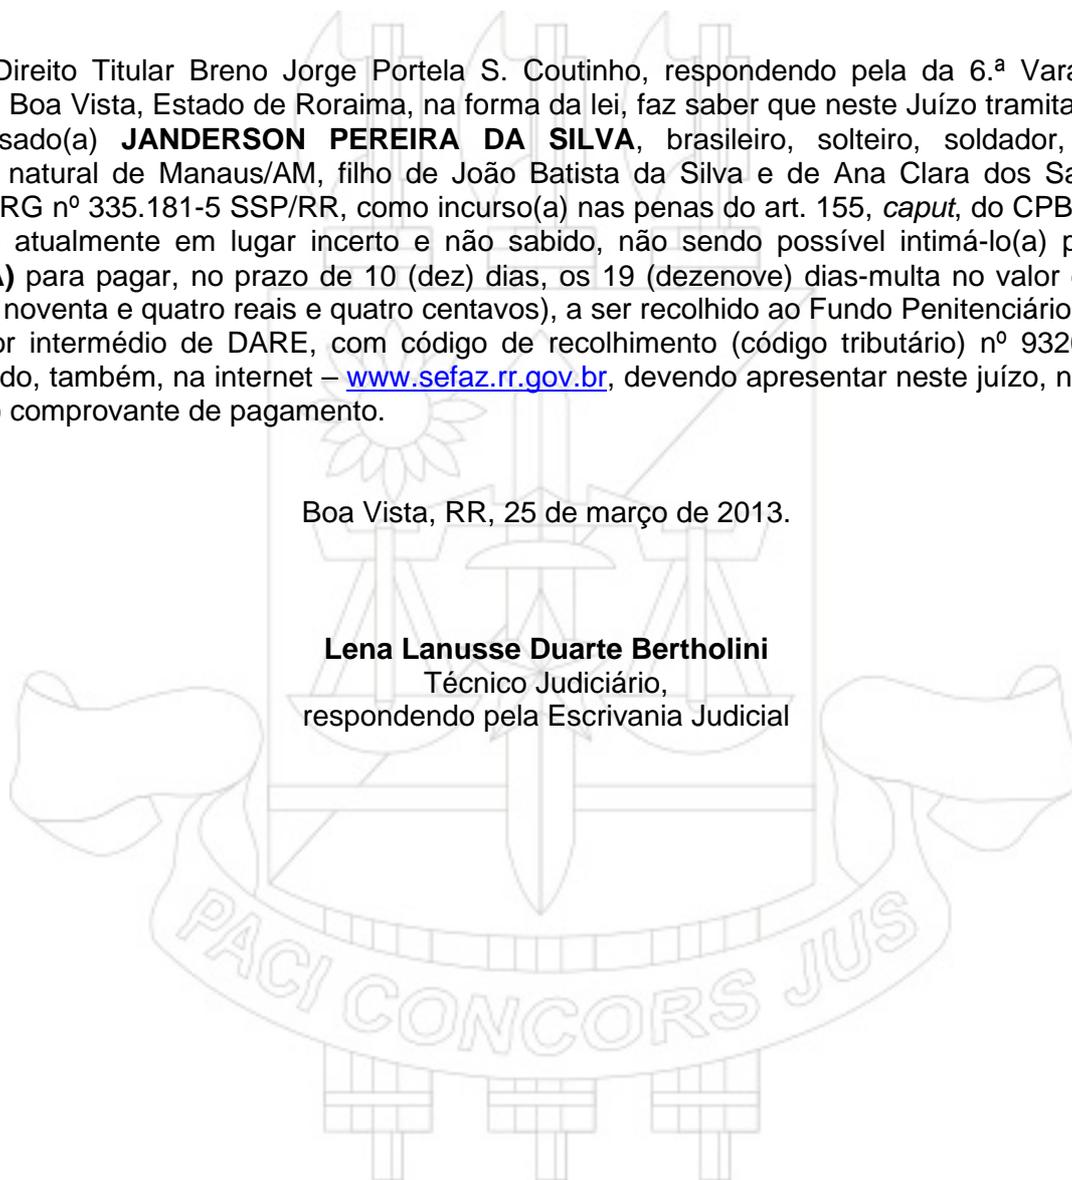 Direito Titular Breno Jorge Portela S. Coutinho, respondendo pela da 6.ª Vara
Boa Vista, Estado de Roraima, na forma da lei, faz saber que neste Juízo tramita
sado(a) JANDERSON PEREIRA DA SILVA, brasileiro, solteiro, soldador,
natural de Manaus/AM, filho de João Batista da Silva e de Ana Clara dos Sa
RG nº 335.181-5 SSP/RR, como incurso(a) nas penas do art. 155, caput, do CPB
atualmente em lugar incerto e não sabido, não sendo possível intimá-lo(a) p
A) para pagar, no prazo de 10 (dez) dias, os 19 (dezenove) dias-multa no valor
noventa e quatro reais e quatro centavos), a ser recolhido ao Fundo Penitenciário
or intermédio de DARE, com código de recolhimento (código tributário) nº 932
do, também, na internet – www.sefaz.rr.gov.br, devendo apresentar neste juízo, n
o comprovante de pagamento.
Boa Vista, RR, 25 de março de 2013.
Lena Lanusse Duarte Bertholini
Técnico Judiciário,
respondendo pela Escrivania Judicial
PACI CONCORS JUS